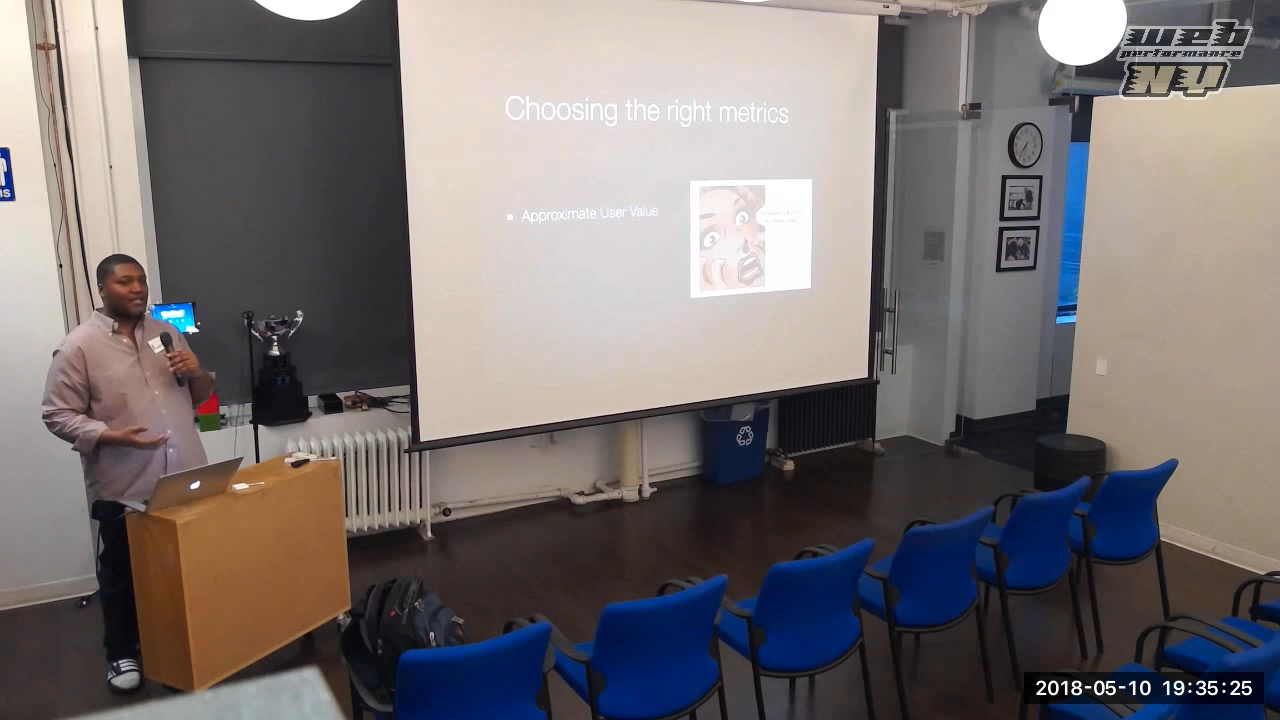 web
performance
NY
Choosing the right metrics
Approximate User Value
2018-05-10 19:35:25